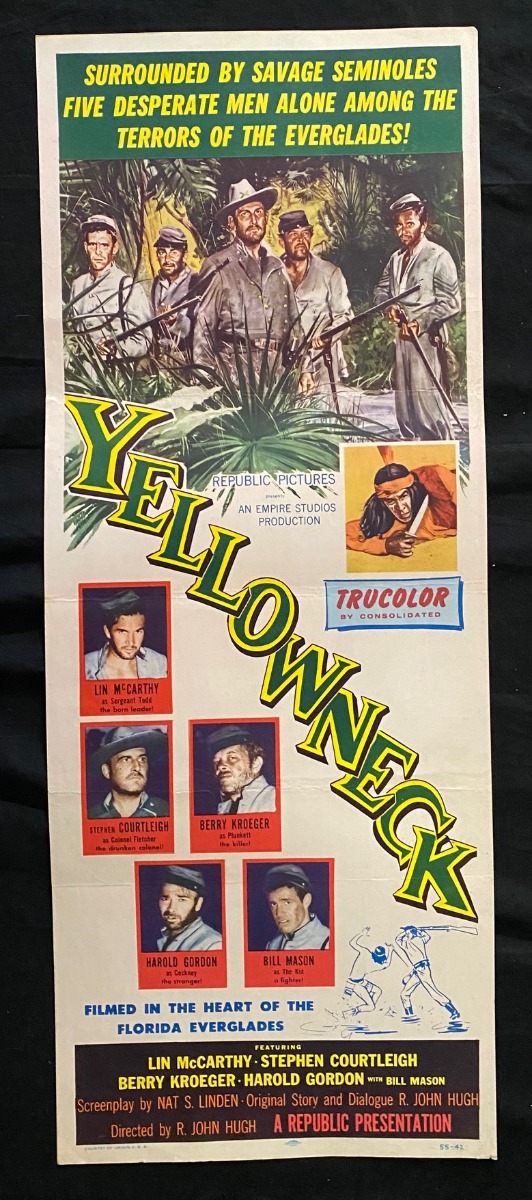 SURROUNDED BY SAVAGE SEMINOLES
FIVE DESPERATE MEN ALONE AMONG THE
TERRORS OF THE EVERGLADES!
YELLOWNECK
REPUBLIC PICTURES
presents
AN EMPIRE STUDIOS
PRODUCTION
TRUCOLOR
BY CONSOLIDATED
LIN McCARTHY
as Sergeant Todd
the born leader!
STEPHEN COURTLEIGH
as Colonel Fletcher
the drunken colonel!
BERRY KROEGER
as Plunkett
the killer!
HAROLD GORDON
as Cockney
the stranger!
BILL MASON
as The Kid
a fighter!
FILMED IN THE HEART OF THE
FLORIDA EVERGLADES
FEATURING
LIN McCARTHY · STEPHEN COURTLEIGH
BERRY KROEGER · HAROLD GORDON WITH BILL MASON
Screenplay by NAT S. LINDEN · Original Story and Dialogue R. JOHN HUGH
Directed by R. JOHN HUGH A REPUBLIC PRESENTATION
COUNTRY OF ORIGIN U.S.A.
55-42